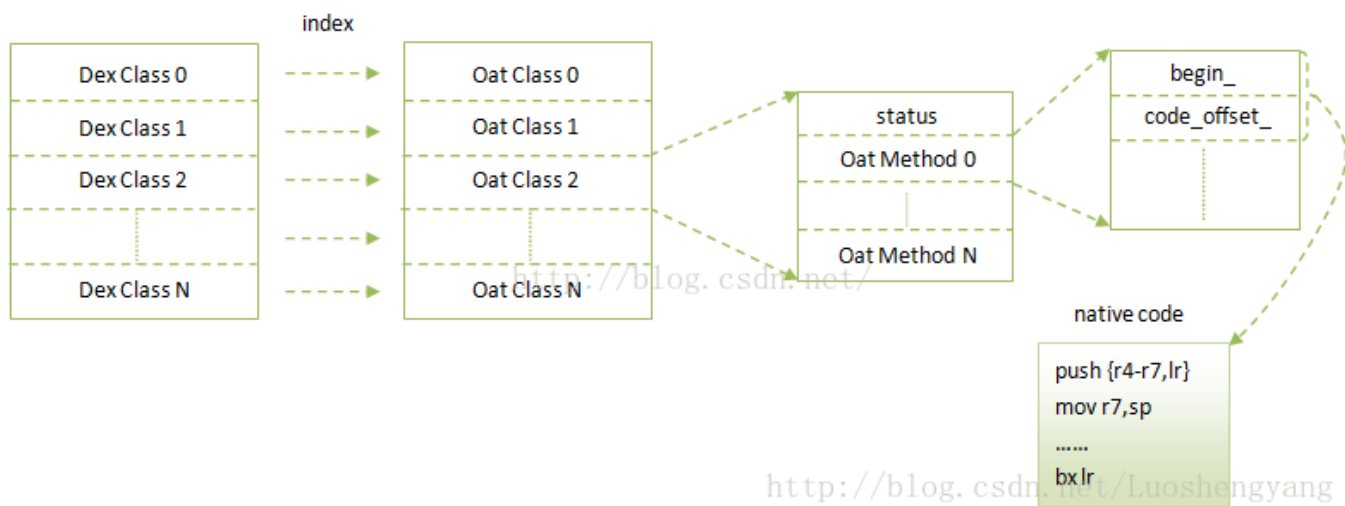 index
Dex Class 0
Dex Class 1
Dex Class 2
Dex Class N
Oat Class 0
Oat Class 1
Oat Class 2
Oat Class N
status
Oat Method 0
Oat Method N
begin_
code_offset_
http://blog.csdn.net/
native code
push {r4-r7,lr}
mov r7,sp
......
bx lr
http://blog.csdn.net/Luoshengyang